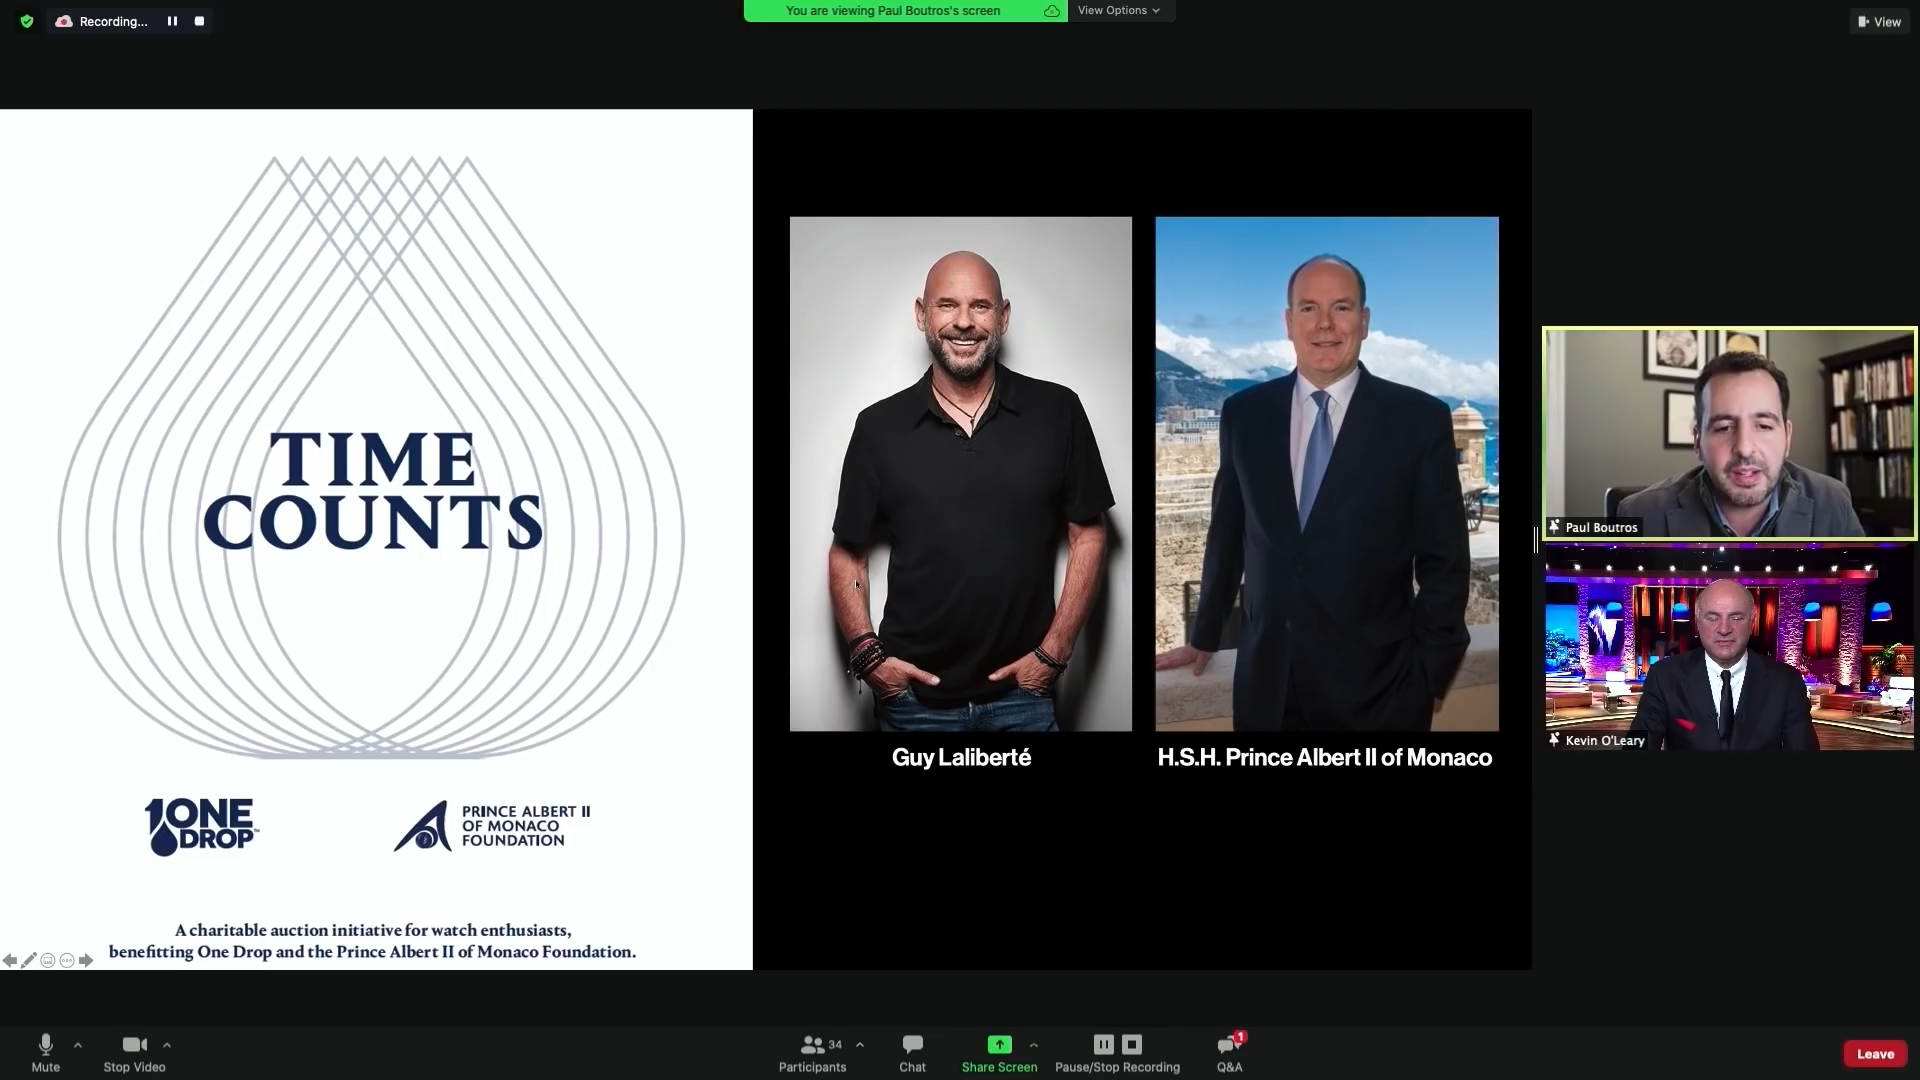 Recording...
You are viewing Paul Boutros's screen
View Options
View
TIME
COUNTS
1ONE
DROP™
PRINCE ALBERT II
OF MONACO
FOUNDATION
A charitable auction initiative for watch enthusiasts,
benefitting One Drop and the Prince Albert II of Monaco Foundation.
Guy Laliberté
H.S.H. Prince Albert II of Monaco
Paul Boutros
Kevin O'Leary
Mute
Stop Video
34
Participants
Chat
Share Screen
Pause/Stop Recording
1
Q&A
Leave